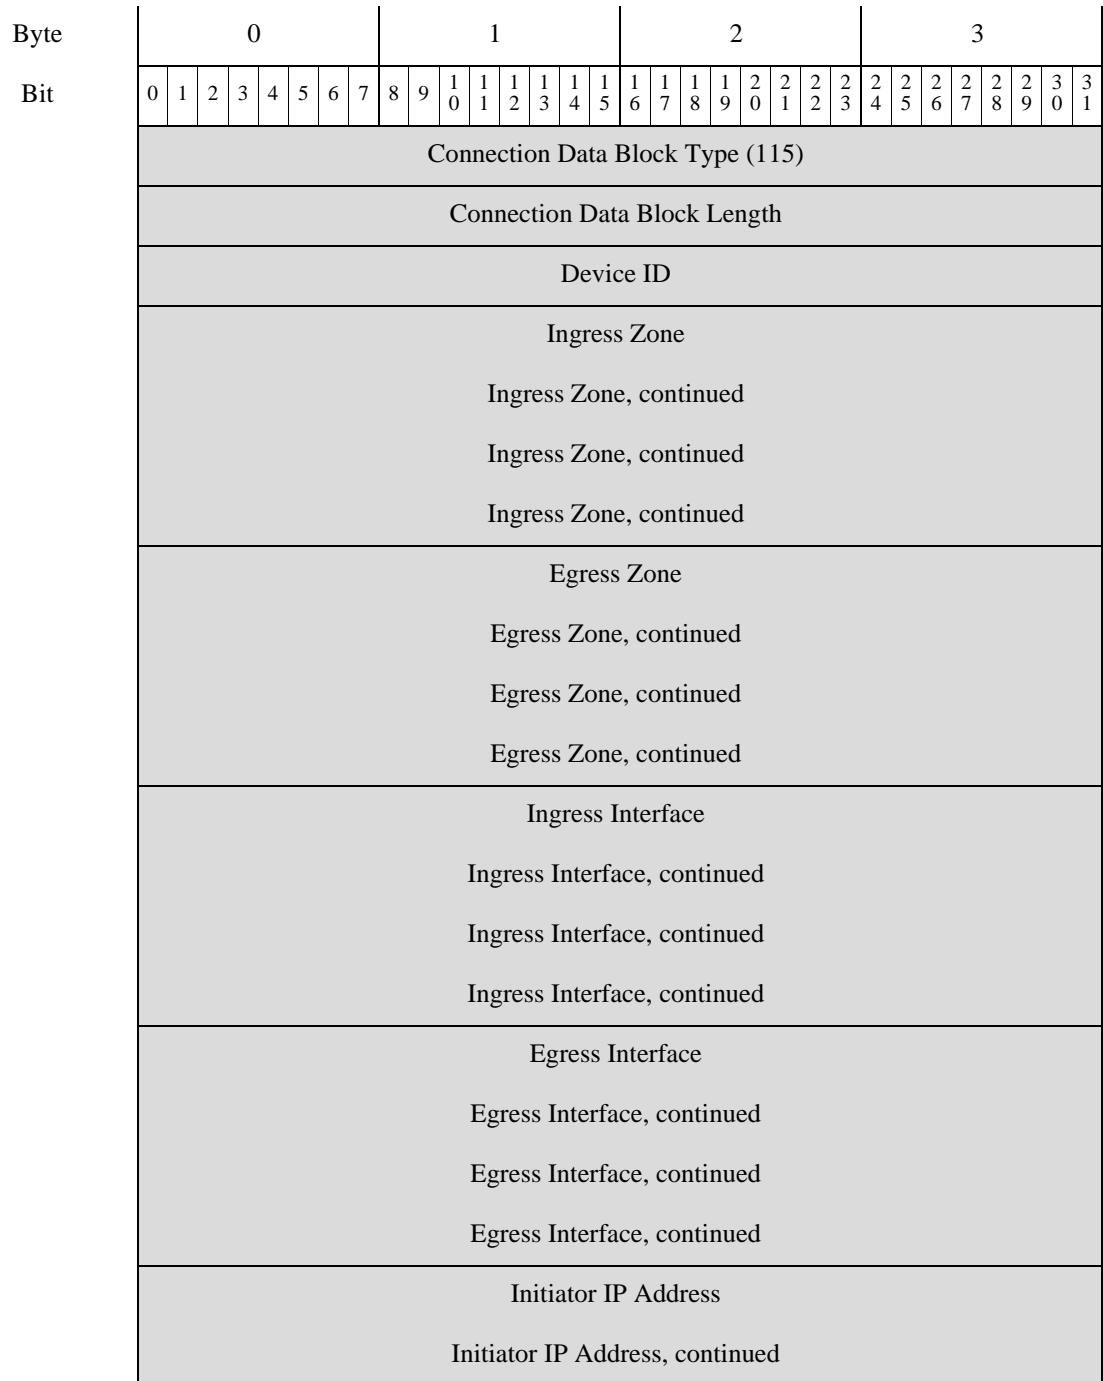 Byte 0 1 2 3
Bit 0 1 2 3 4 5 6 7 8 9 10 11 12 13 14 15 16 17 18 19 20 21 22 23 24 25 26 27 28 29 30 31
Connection Data Block Type (115)
Connection Data Block Length
Device ID
Ingress Zone
Ingress Zone, continued
Ingress Zone, continued
Ingress Zone, continued
Egress Zone
Egress Zone, continued
Egress Zone, continued
Egress Zone, continued
Ingress Interface
Ingress Interface, continued
Ingress Interface, continued
Ingress Interface, continued
Egress Interface
Egress Interface, continued
Egress Interface, continued
Egress Interface, continued
Initiator IP Address
Initiator IP Address, continued